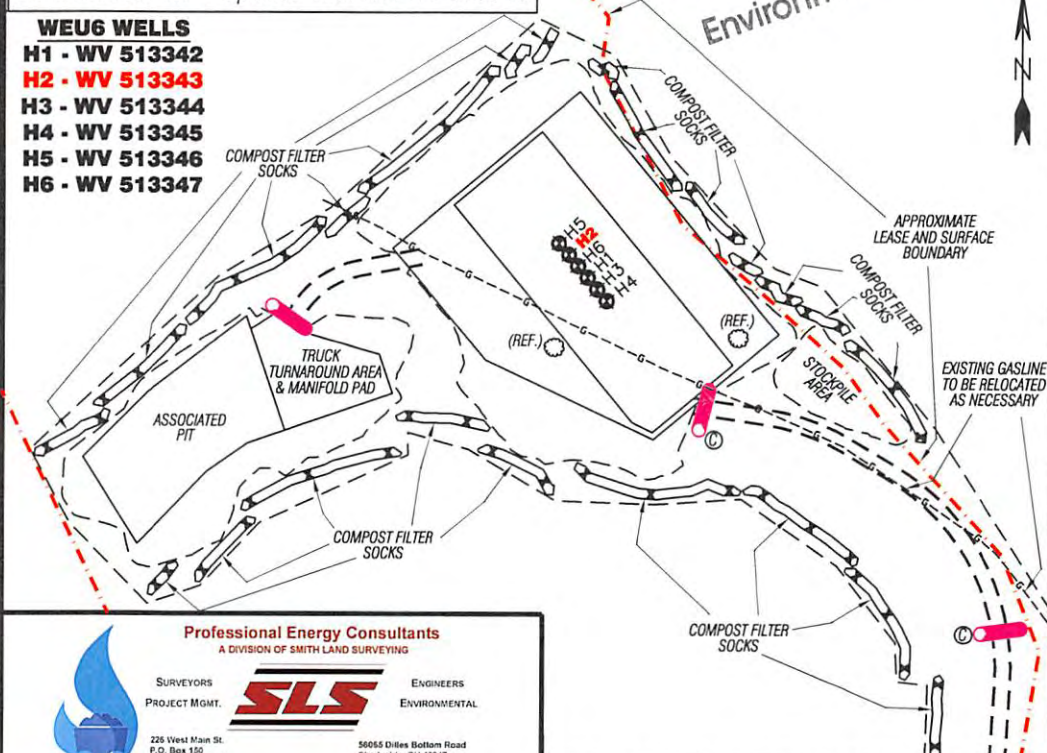 WEU6 WELLS
H1 - WV 513342
H2 - WV 513343
H3 - WV 513344
H4 - WV 513345
H5 - WV 513346
H6 - WV 513347
N
COMPOST FILTER
SOCKS
COMPOST FILTER
SOCKS
APPROXIMATE
LEASE AND SURFACE
BOUNDARY
COMPOST FILTER
SOCKS
H5
H2
H6
H1
H3
H4
(REF.)
(REF.)
STOCKPILE
AREA
EXISTING GASLINE
TO BE RELOCATED
AS NECESSARY
TRUCK
TURNAROUND AREA
& MANIFOLD PAD
ASSOCIATED
PIT
G
G
G
G
G
G
G
G
G
C
COMPOST FILTER
SOCKS
COMPOST FILTER
SOCKS
C
Professional Energy Consultants
A DIVISION OF SMITH LAND SURVEYING
SURVEYORS
PROJECT MGMT.
SLS
ENGINEERS
ENVIRONMENTAL
226 West Main St.
P.O. Box 150
56065 Dilles Bottom Road